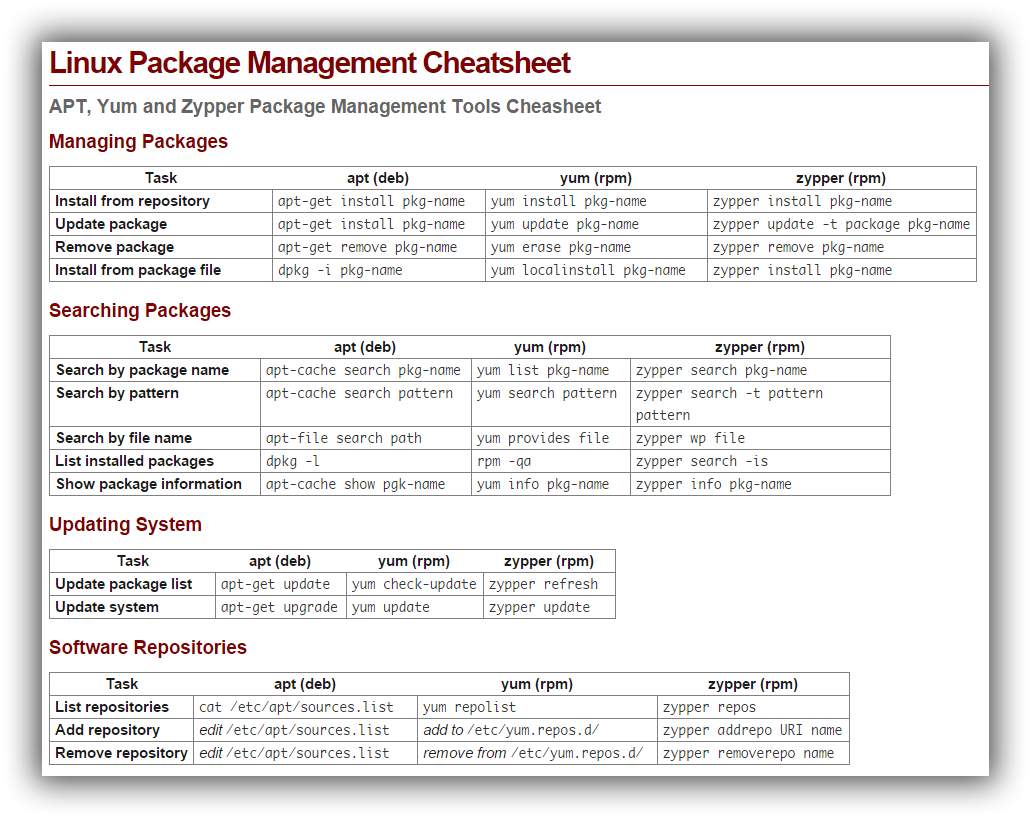 Linux Package Management Cheatsheet
APT, Yum and Zypper Package Management Tools Cheasheet
Managing Packages
Task apt (deb) yum (rpm) zypper (rpm)
Install from repository apt-get install pkg-name yum install pkg-name zypper install pkg-name
Update package apt-get install pkg-name yum update pkg-name zypper update -t package pkg-name
Remove package apt-get remove pkg-name yum erase pkg-name zypper remove pkg-name
Install from package file dpkg -i pkg-name yum localinstall pkg-name zypper install pkg-name
Searching Packages
Task apt (deb) yum (rpm) zypper (rpm)
Search by package name apt-cache search pkg-name yum list pkg-name zypper search pkg-name
Search by pattern apt-cache search pattern yum search pattern zypper search -t pattern
pattern
Search by file name apt-file search path yum provides file zypper wp file
List installed packages dpkg -l rpm -qa zypper search -is
Show package information apt-cache show pgk-name yum info pkg-name zypper info pkg-name
Updating System
Task apt (deb) yum (rpm) zypper (rpm)
Update package list apt-get update yum check-update zypper refresh
Update system apt-get upgrade yum update zypper update
Software Repositories
Task apt (deb) yum (rpm) zypper (rpm)
List repositories cat /etc/apt/sources.list yum repolist zypper repos
Add repository edit /etc/apt/sources.list add to /etc/yum.repos.d/ zypper addrepo URI name
Remove repository edit /etc/apt/sources.list remove from /etc/yum.repos.d/ zypper removerepo name